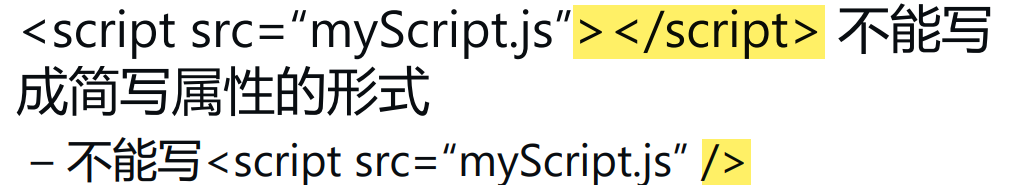 <script src=“myScript.js”></script> 不能写
成简写属性的形式
– 不能写<script src=“myScript.js” />